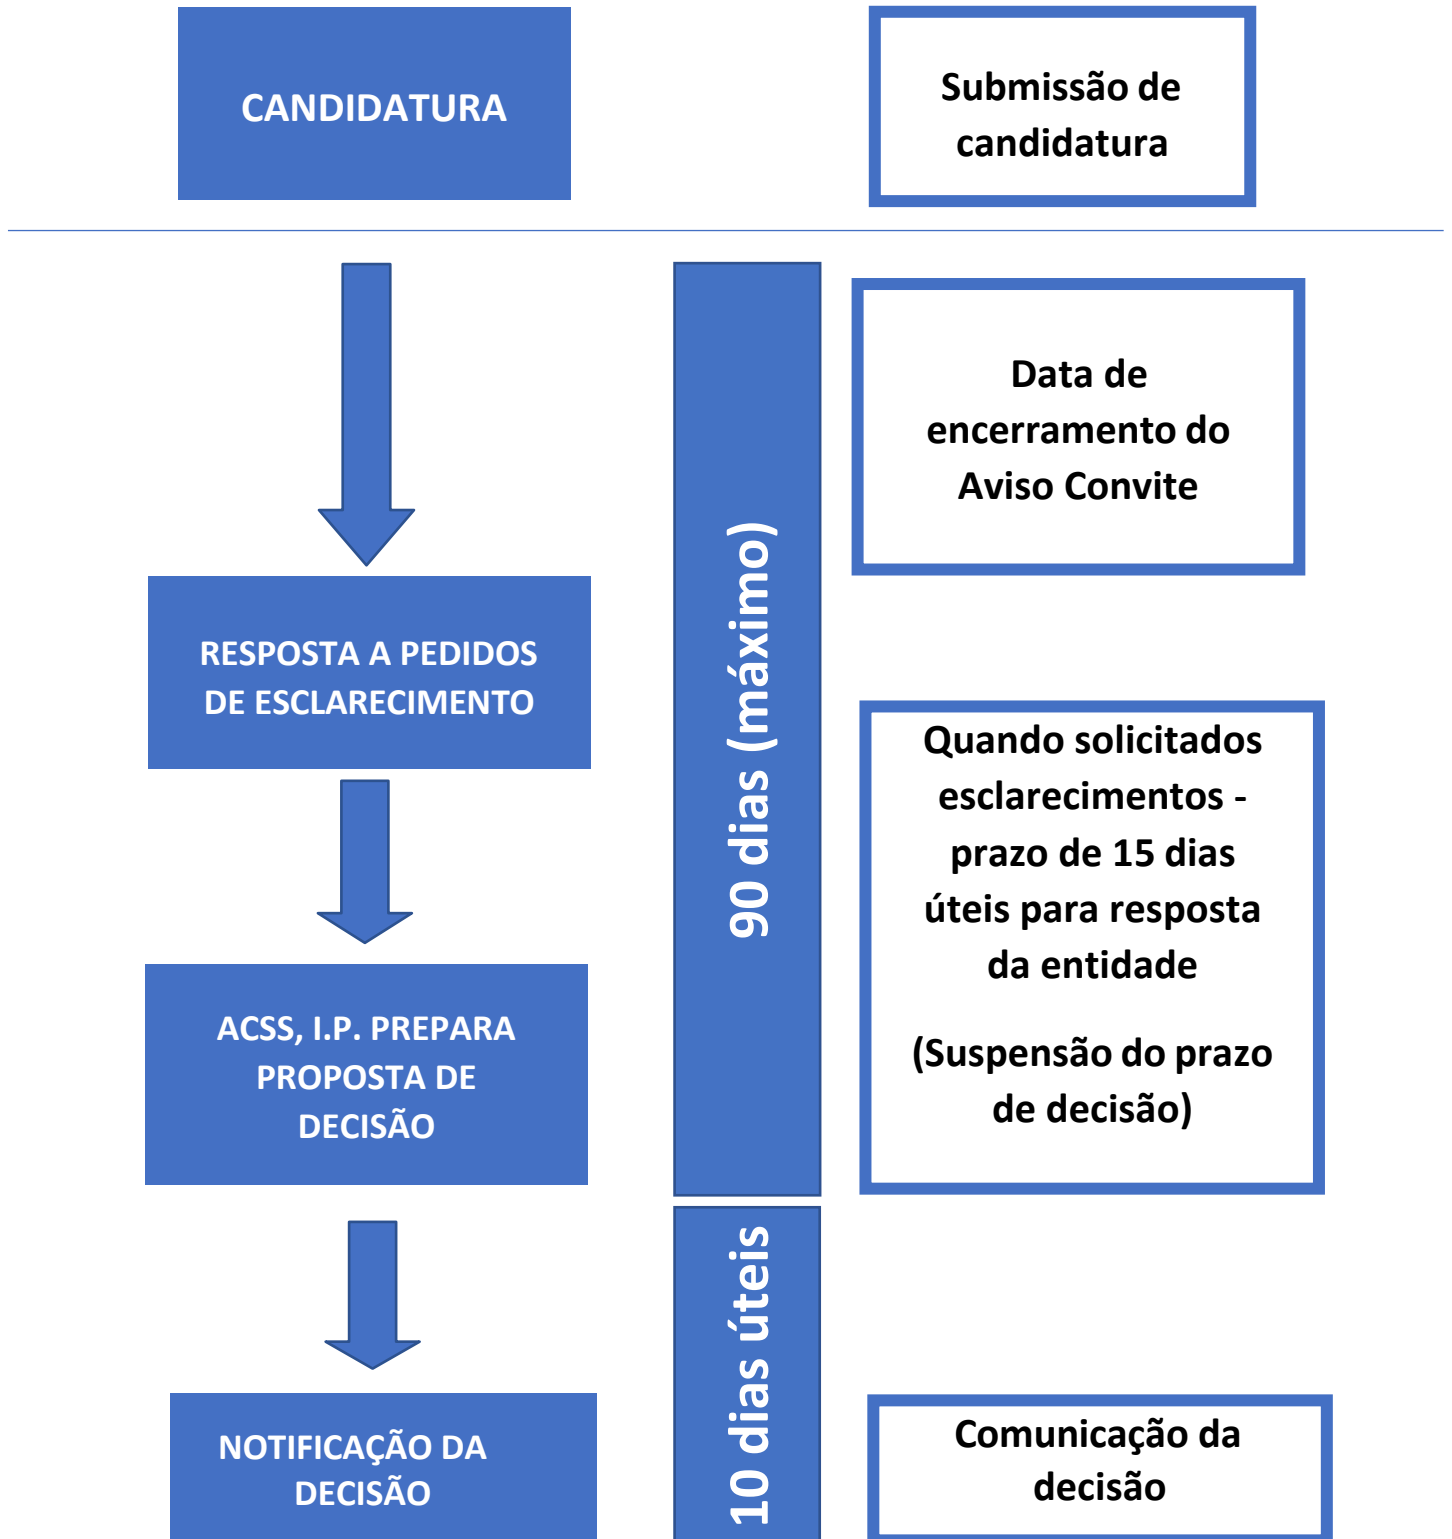 CANDIDATURA
Submissão de
candidatura
Data de
encerramento do
Aviso Convite
90 dias (máximo)
RESPOSTA A PEDIDOS
DE ESCLARECIMENTO
Quando solicitados
esclarecimentos -
prazo de 15 dias
úteis para resposta
da entidade
(Suspensão do prazo
de decisão)
ACSS, I.P. PREPARA
PROPOSTA DE
DECISÃO
10 dias úteis
NOTIFICAÇÃO DA
DECISÃO
Comunicação da
decisão